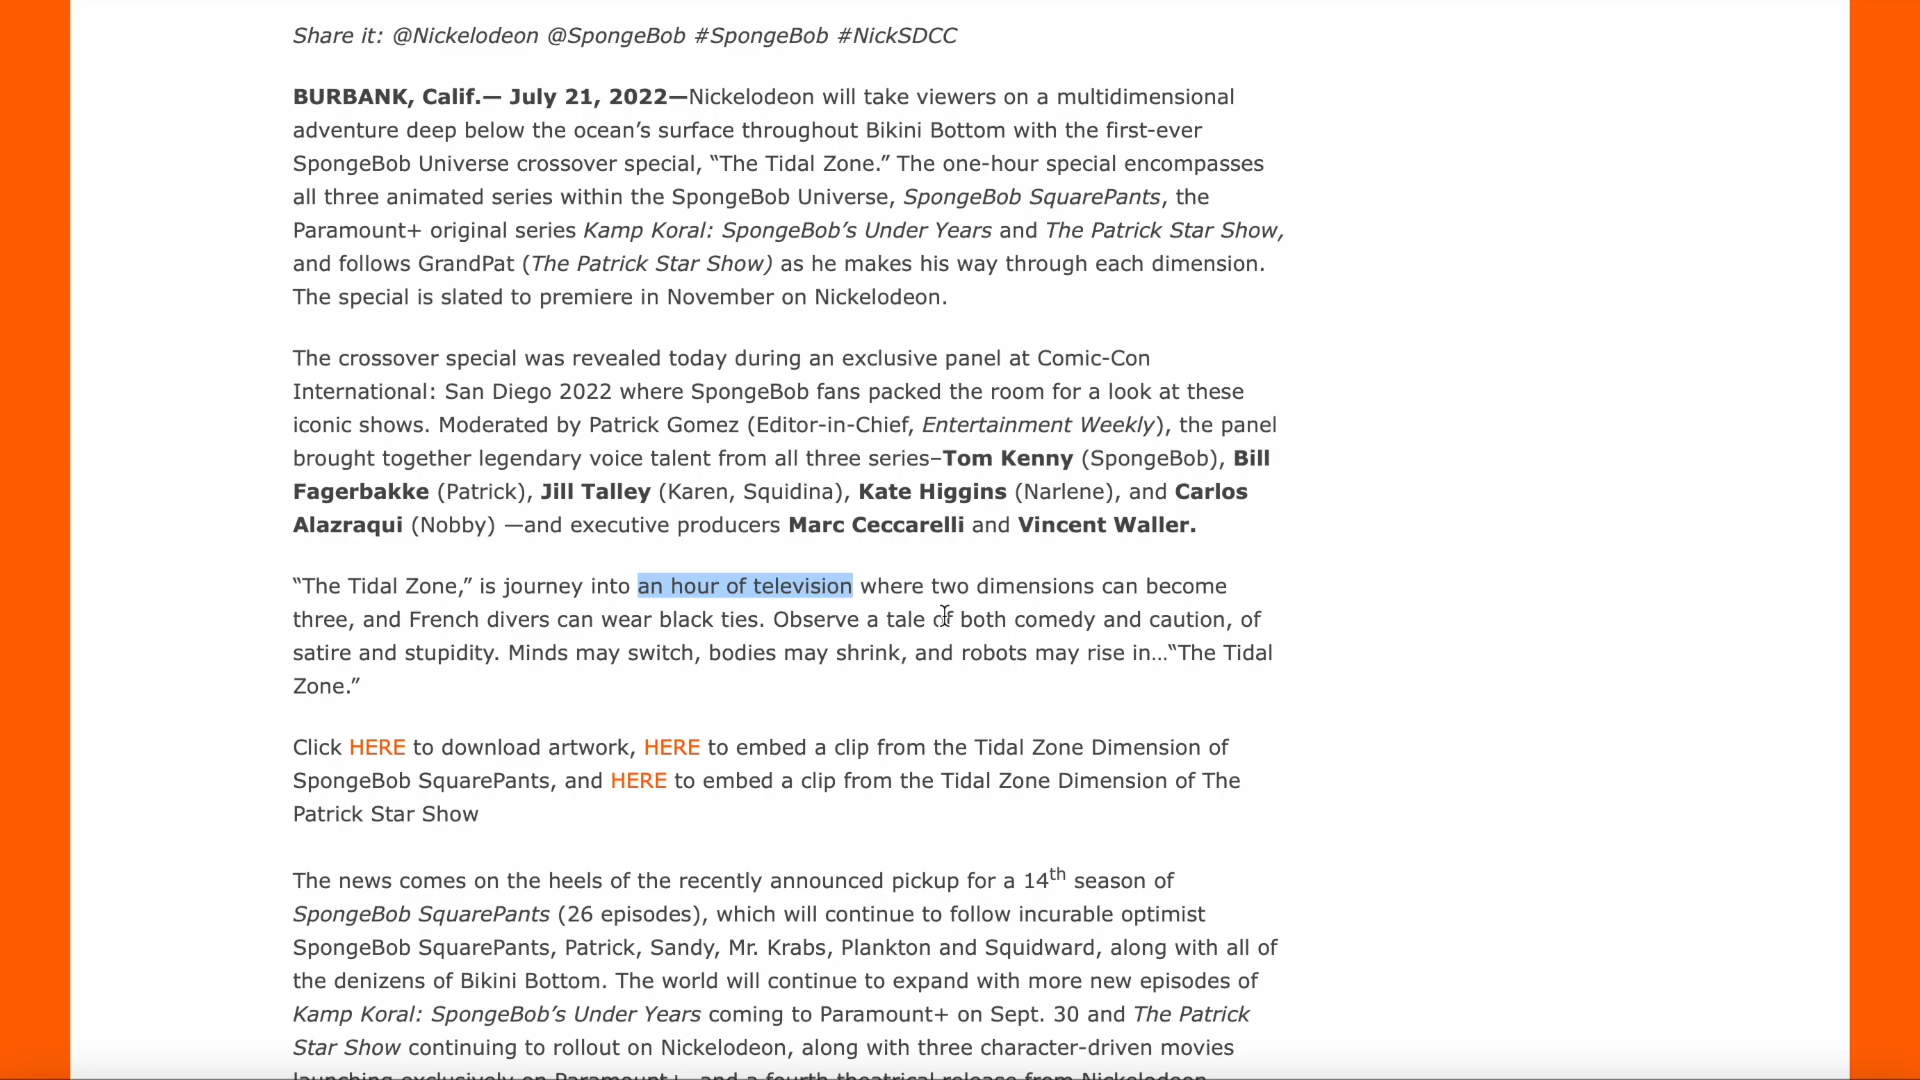 Share it: @Nickelodeon @SpongeBob #SpongeBob #NickSDCC
BURBANK, Calif.— July 21, 2022—Nickelodeon will take viewers on a multidimensional
adventure deep below the ocean’s surface throughout Bikini Bottom with the first-ever
SpongeBob Universe crossover special, “The Tidal Zone.” The one-hour special encompasses
all three animated series within the SpongeBob Universe, SpongeBob SquarePants, the
Paramount+ original series Kamp Koral: SpongeBob’s Under Years and The Patrick Star Show,
and follows GrandPat (The Patrick Star Show) as he makes his way through each dimension.
The special is slated to premiere in November on Nickelodeon.
The crossover special was revealed today during an exclusive panel at Comic-Con
International: San Diego 2022 where SpongeBob fans packed the room for a look at these
iconic shows. Moderated by Patrick Gomez (Editor-in-Chief, Entertainment Weekly), the panel
brought together legendary voice talent from all three series–Tom Kenny (SpongeBob), Bill
Fagerbakke (Patrick), Jill Talley (Karen, Squidina), Kate Higgins (Narlene), and Carlos
Alazraqui (Nobby) —and executive producers Marc Ceccarelli and Vincent Waller.
“The Tidal Zone,” is journey into an hour of television where two dimensions can become
three, and French divers can wear black ties. Observe a tale of both comedy and caution, of
satire and stupidity. Minds may switch, bodies may shrink, and robots may rise in…“The Tidal
Zone.”
Click HERE to download artwork, HERE to embed a clip from the Tidal Zone Dimension of
SpongeBob SquarePants, and HERE to embed a clip from the Tidal Zone Dimension of The
Patrick Star Show
The news comes on the heels of the recently announced pickup for a 14th season of
SpongeBob SquarePants (26 episodes), which will continue to follow incurable optimist
SpongeBob SquarePants, Patrick, Sandy, Mr. Krabs, Plankton and Squidward, along with all of
the denizens of Bikini Bottom. The world will continue to expand with more new episodes of
Kamp Koral: SpongeBob’s Under Years coming to Paramount+ on Sept. 30 and The Patrick
Star Show continuing to rollout on Nickelodeon, along with three character-driven movies
launching exclusively on Paramount+, and a fourth theatrical release from Nickelodeon